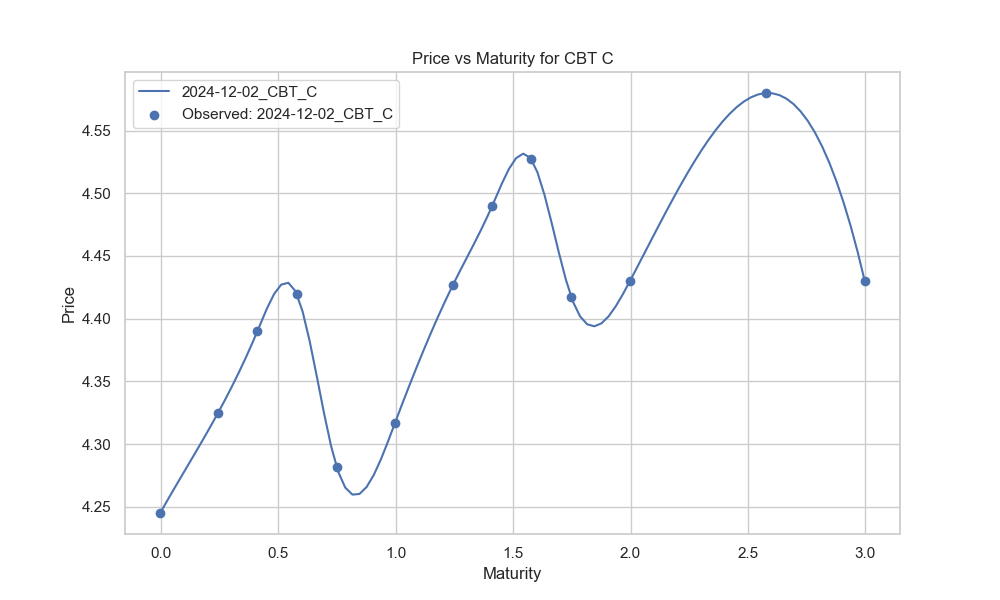 Price vs Maturity for CBT C
2024-12-02_CBT_C
Observed: 2024-12-02_CBT_C
Price
4.55
4.50
4.45
4.40
4.35
4.30
4.25
0.0 0.5 1.0 1.5 2.0 2.5 3.0
Maturity